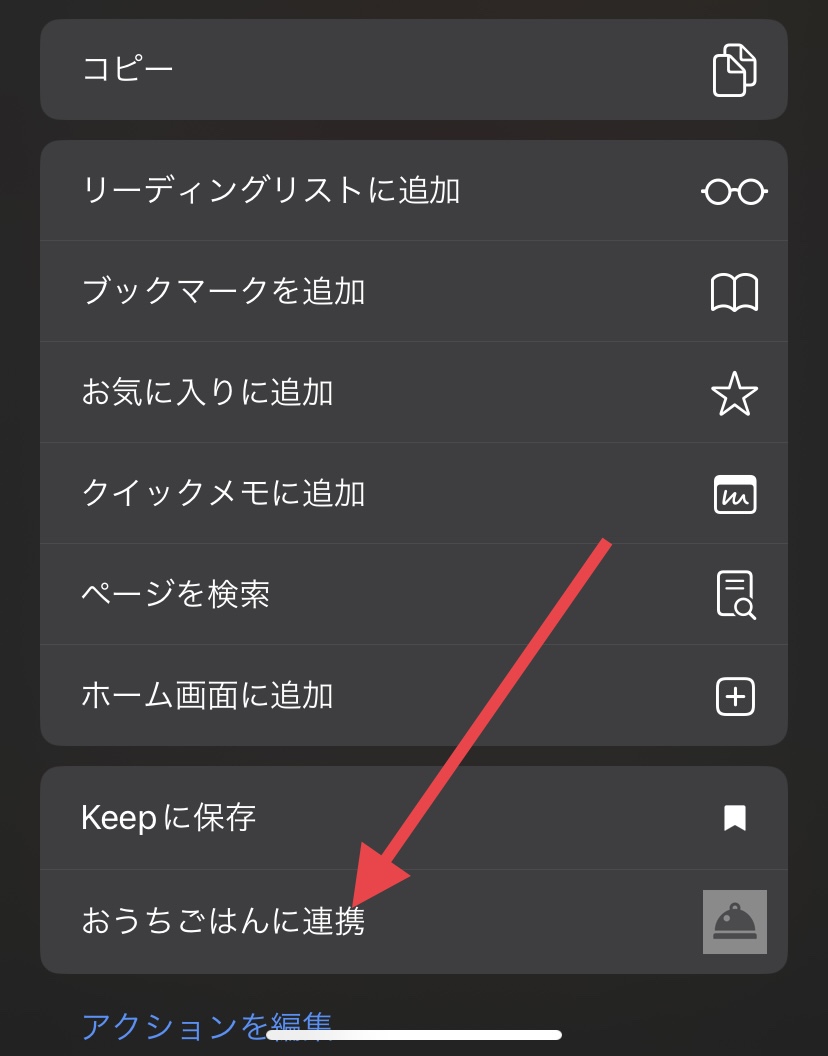 コピー
リーディングリストに追加
ブックマークを追加
お気に入りに追加
クイックメモに追加
ページを検索
ホーム画面に追加
Keepに保存
おうちごはんに連携
アクションを編集